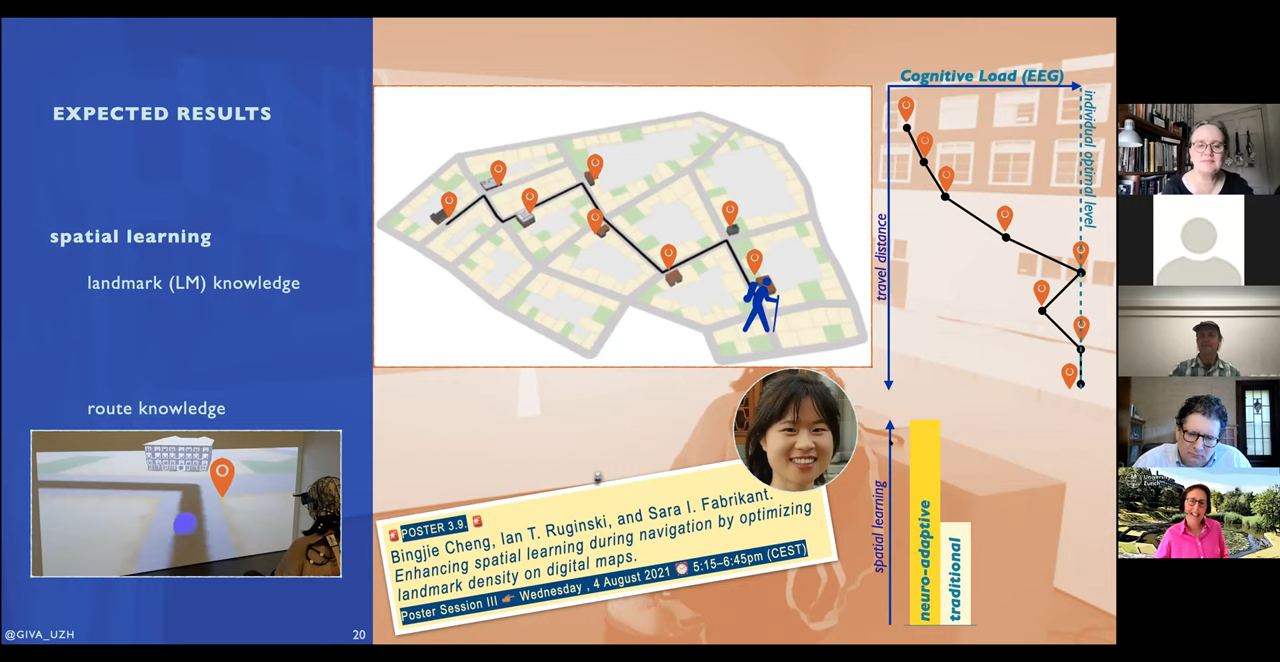 EXPECTED RESULTS
spatial learning
landmark (LM) knowledge
route knowledge
@GIVA_UZH
20
Cognitive Load (EEG)
individual optimal level
travel distance
POSTER 3.9.
Bingjie Cheng, Ian T. Ruginski, and Sara I. Fabrikant.
Enhancing spatial learning during navigation by optimizing
landmark density on digital maps.
Poster Session III 👉 Wednesday , 4 August 2021 ⏰ 5:15–6:45pm (CEST)
spatial learning
neuro-adaptive
traditional
University
Zurich